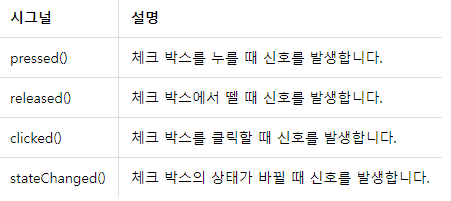 시그널 설명
pressed() 체크 박스를 누를 때 신호를 발생합니다.
released() 체크 박스에서 뗄 때 신호를 발생합니다.
clicked() 체크 박스를 클릭할 때 신호를 발생합니다.
stateChanged() 체크 박스의 상태가 바뀔 때 신호를 발생합니다.